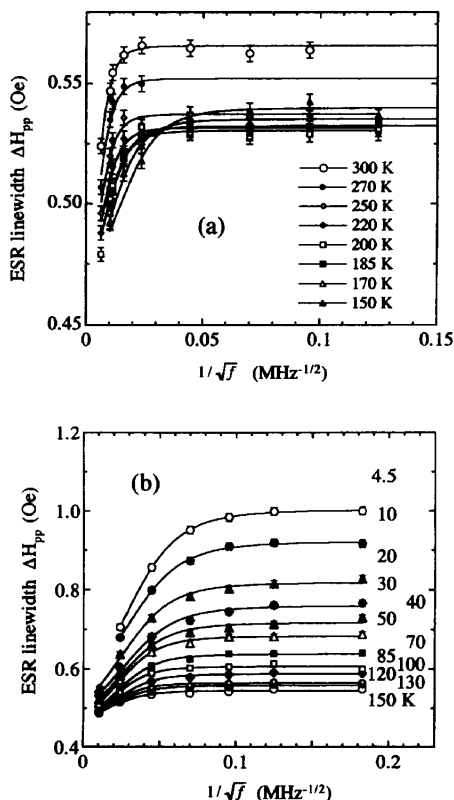 (a)
ESR linewidth ΔHpp (Oe)
0.55
0.50
0.45
300 K
270 K
250 K
220 K
200 K
185 K
170 K
150 K
0 0.05 0.1 0.15
1/√f (MHz-1/2)
(b)
ESR linewidth ΔHpp (Oe)
1.2
1.0
0.8
0.6
0.4
4.5
10
20
30
40
50
70
85 100
120 130
150 K
0 0.1 0.2
1/√f (MHz-1/2)